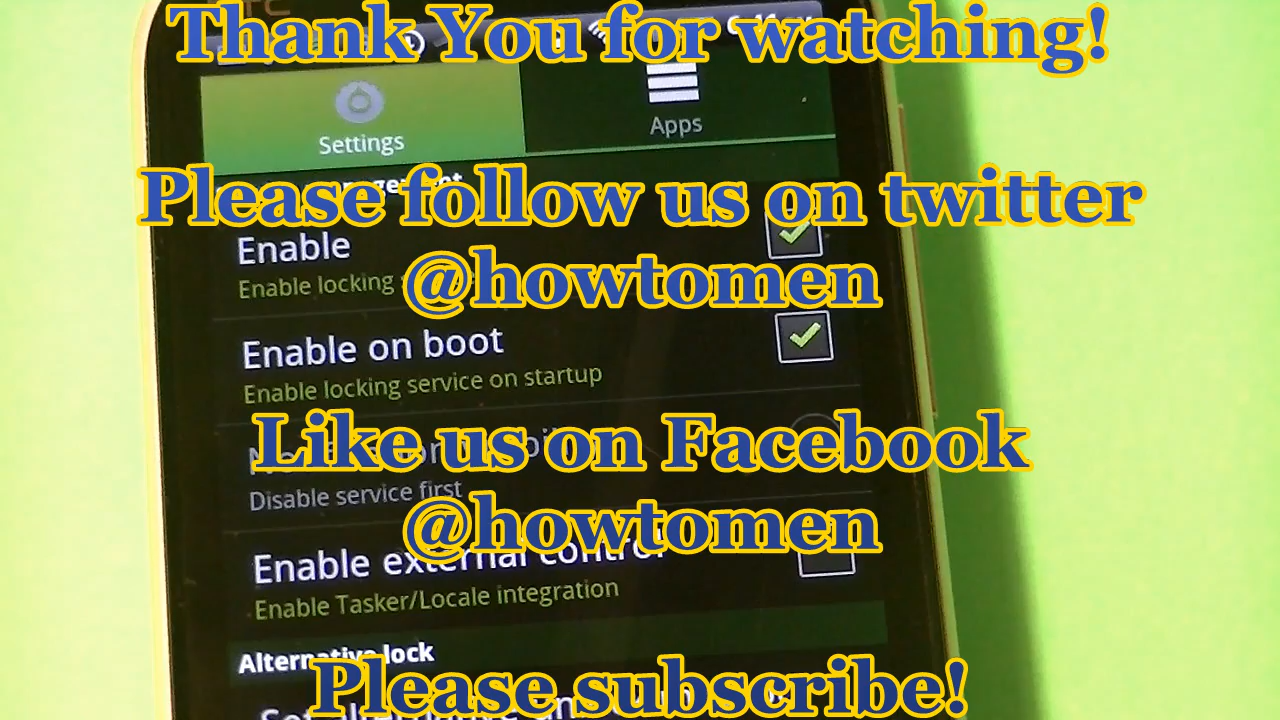 Thank You for watching!
Settings
Apps
Please follow us on twitter
@howtomen
Enable
Enable locking
Enable on boot
Enable locking service on startup
Like us on Facebook
@howtomen
Disable service first
Enable external control
Enable Tasker/Locale integration
Alternative lock
Please subscribe!